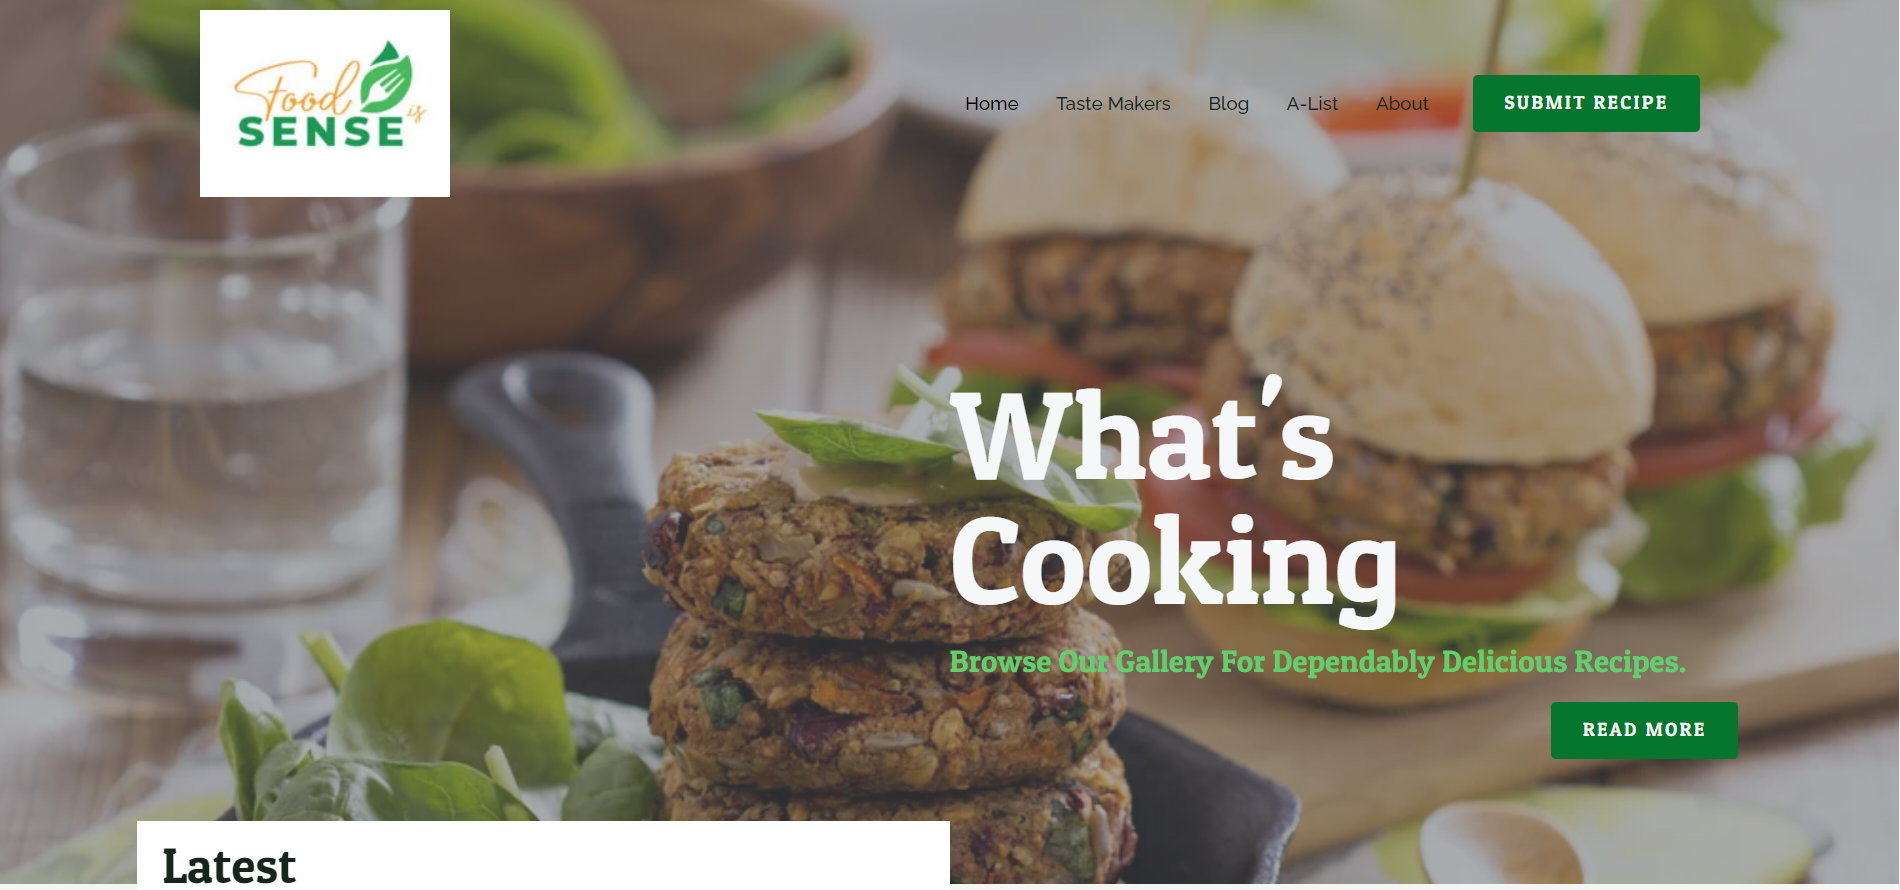 Food is
SENSE
Home Taste Makers Blog A-List About SUBMIT RECIPE
What's
Cooking
Browse Our Gallery For Dependably Delicious Recipes.
READ MORE
Latest